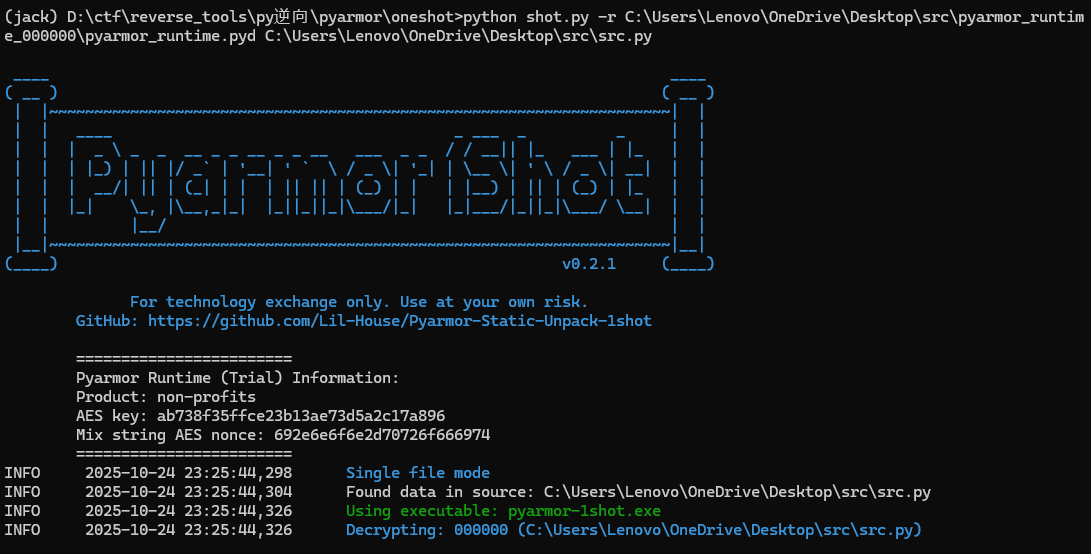 (jack) D:\ctf\reverse_tools\py逆向\pyarmor\oneshot>python shot.py -r C:\Users\Lenovo\OneDrive\Desktop\src\pyarmor_runtim
e_000000\pyarmor_runtime.pyd C:\Users\Lenovo\OneDrive\Desktop\src\src.py
Pyarmor 1Shot
v0.2.1
For technology exchange only. Use at your own risk.
GitHub: https://github.com/Lil-House/Pyarmor-Static-Unpack-1shot
========================
Pyarmor Runtime (Trial) Information:
Product: non-profits
AES key: ab738f35ffce23b13ae73d5a2c17a896
Mix string AES nonce: 692e6e6f6e2d70726f666974
========================
INFO 2025-10-24 23:25:44,298 Single file mode
INFO 2025-10-24 23:25:44,304 Found data in source: C:\Users\Lenovo\OneDrive\Desktop\src\src.py
INFO 2025-10-24 23:25:44,326 Using executable: pyarmor-1shot.exe
INFO 2025-10-24 23:25:44,326 Decrypting: 000000 (C:\Users\Lenovo\OneDrive\Desktop\src\src.py)